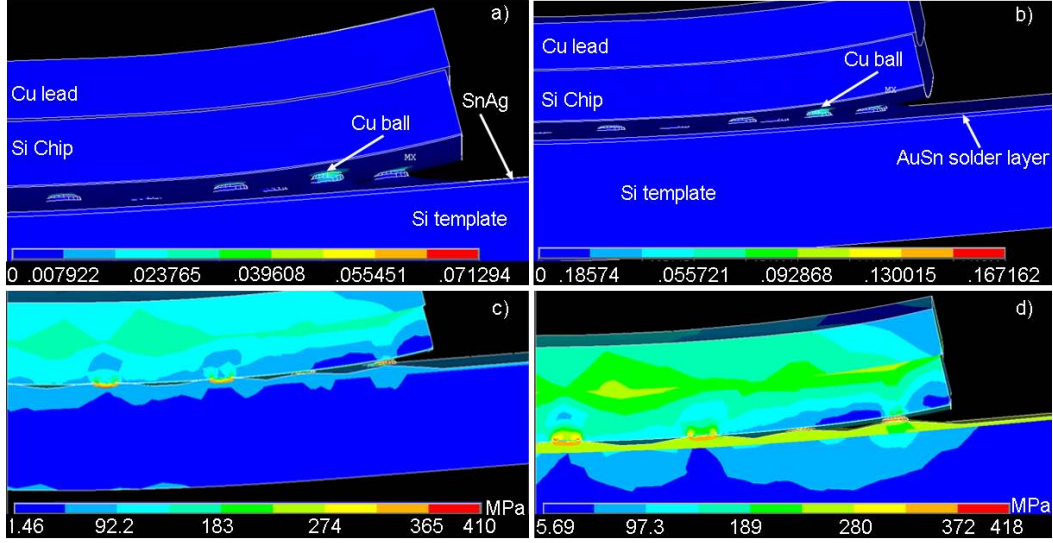 a)
Cu lead
SnAg
Cu ball
Si Chip
MX
Si template
0 .007922 .023765 .039608 .055451 .071294
b)
Cu lead
Cu ball
Si Chip
MX
AuSn solder layer
Si template
0 .18574 .055721 .092868 .130015 .167162
c)
MPa
1.46 92.2 183 274 365 410
d)
MPa
5.69 97.3 189 280 372 418